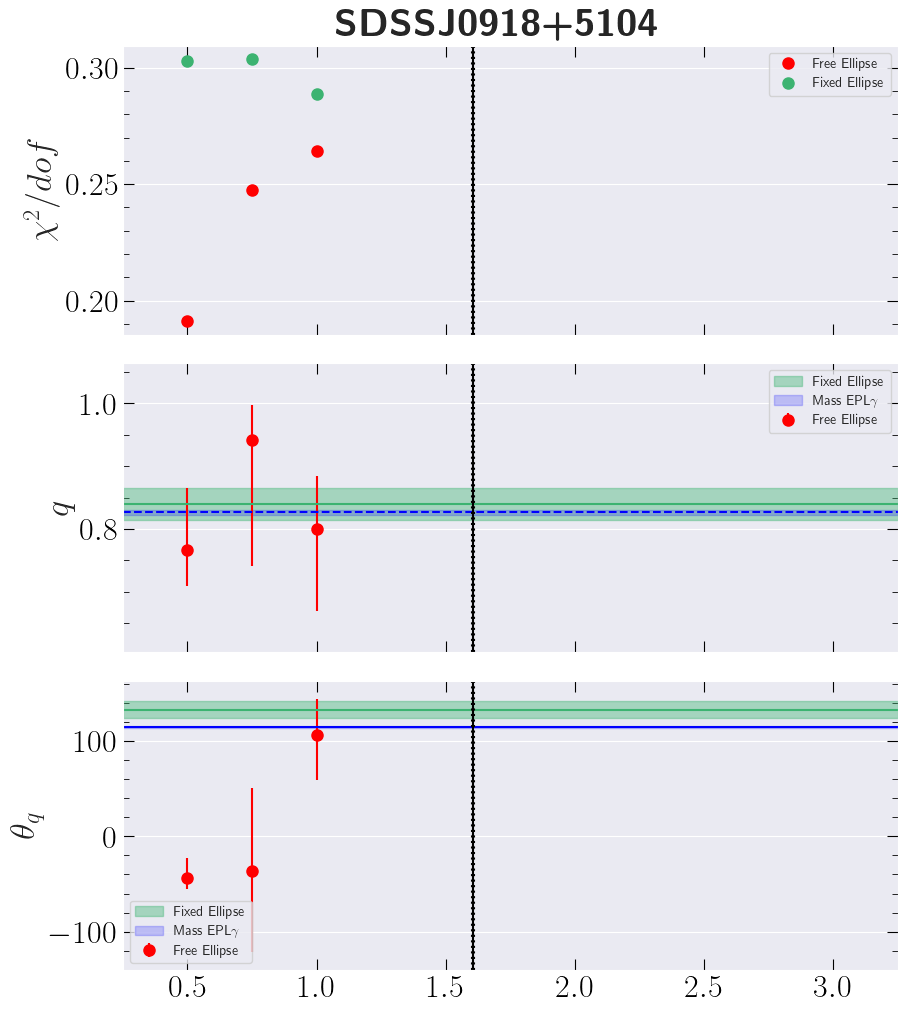 SDSSJ0918+5104
χ²/dof
0.30
0.25
0.20
Free Ellipse
Fixed Ellipse
q
1.0
0.8
Fixed Ellipse
Mass EPLγ
Free Ellipse
θ_q
100
0
−100
Fixed Ellipse
Mass EPLγ
Free Ellipse
0.5 1.0 1.5 2.0 2.5 3.0